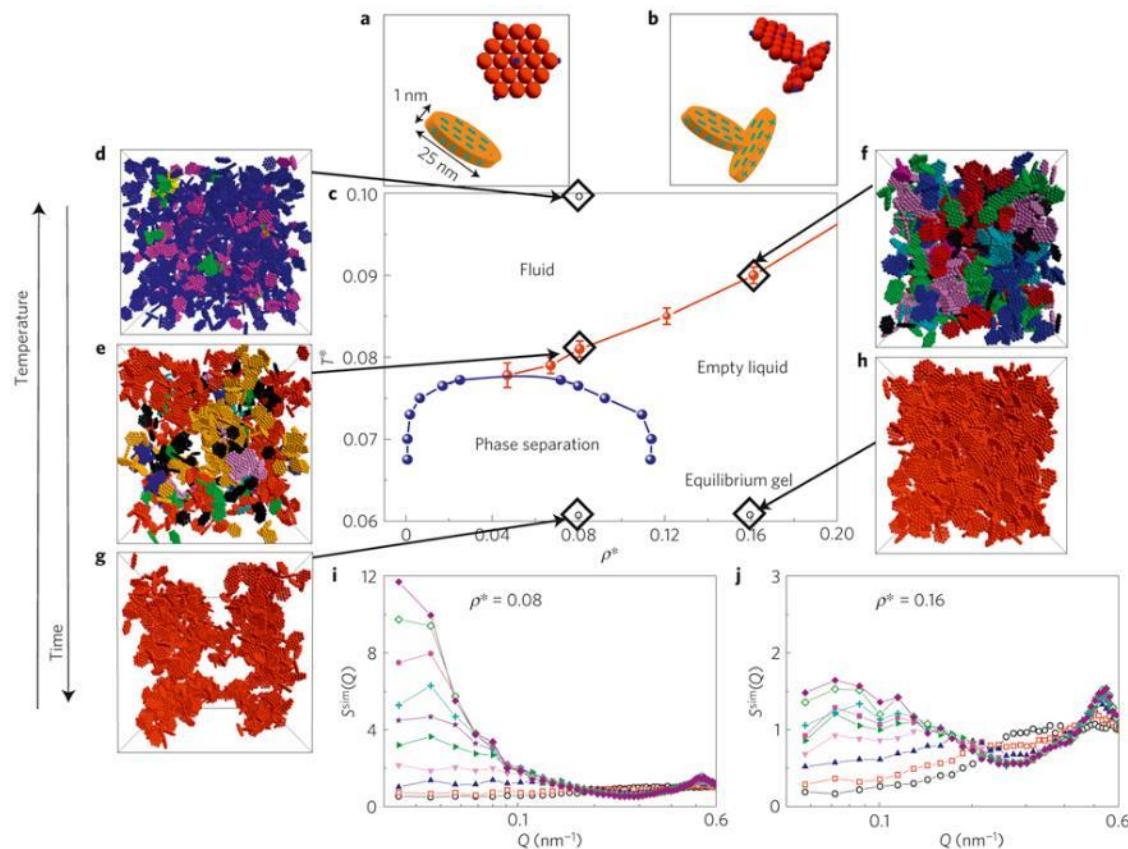 a
b
1 nm
25 nm
d
c
f
0.10
Fluid
0.09
Temperature
T*
0.08
e
Empty liquid
h
0.07
Phase separation
Equilibrium gel
0.06
0
0.04
0.08
0.12
0.16
0.20
ρ*
g
Time
i
ρ* = 0.08
12
8
4
0
S^sim(Q)
0.1
0.6
Q (nm⁻¹)
j
ρ* = 0.16
3
2
1
0
S^sim(Q)
0.1
0.6
Q (nm⁻¹)